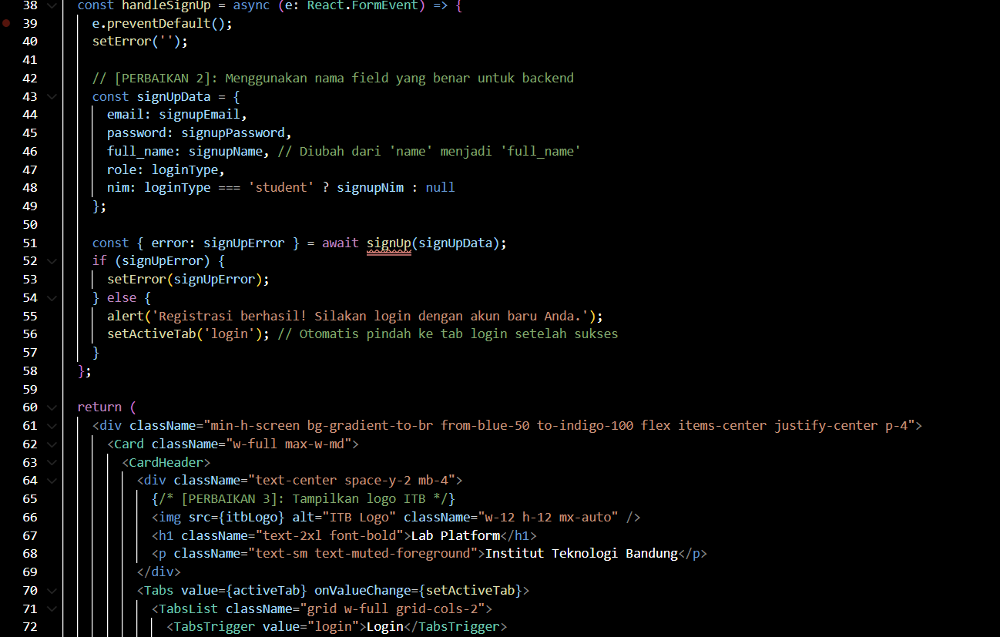 38 const handleSignUp = async (e: React.FormEvent) => {
39 e.preventDefault();
40 setError('');
41
42 // [PERBAIKAN 2]: Menggunakan nama field yang benar untuk backend
43 const signUpData = {
44 email: signupEmail,
45 password: signupPassword,
46 full_name: signupName, // Diubah dari 'name' menjadi 'full_name'
47 role: loginType,
48 nim: loginType === 'student' ? signupNim : null
49 };
50
51 const { error: signUpError } = await signUp(signUpData);
52 if (signUpError) {
53 setError(signUpError);
54 } else {
55 alert('Registrasi berhasil! Silakan login dengan akun baru Anda.');
56 setActiveTab('login'); // Otomatis pindah ke tab login setelah sukses
57 }
58 };
59
60 return (
61 <div className="min-h-screen bg-gradient-to-br from-blue-50 to-indigo-100 flex items-center justify-center p-4">
62 <Card className="w-full max-w-md">
63 <CardHeader>
64 <div className="text-center space-y-2 mb-4">
65 {/* [PERBAIKAN 3]: Tampilkan logo ITB */}
66 <img src={itbLogo} alt="ITB Logo" className="w-12 h-12 mx-auto" />
67 <h1 className="text-2xl font-bold">Lab Platform</h1>
68 <p className="text-sm text-muted-foreground">Institut Teknologi Bandung</p>
69 </div>
70 <Tabs value={activeTab} onValueChange={setActiveTab}>
71 <TabsList className="grid w-full grid-cols-2">
72 <TabsTrigger value="login">Login</TabsTrigger>